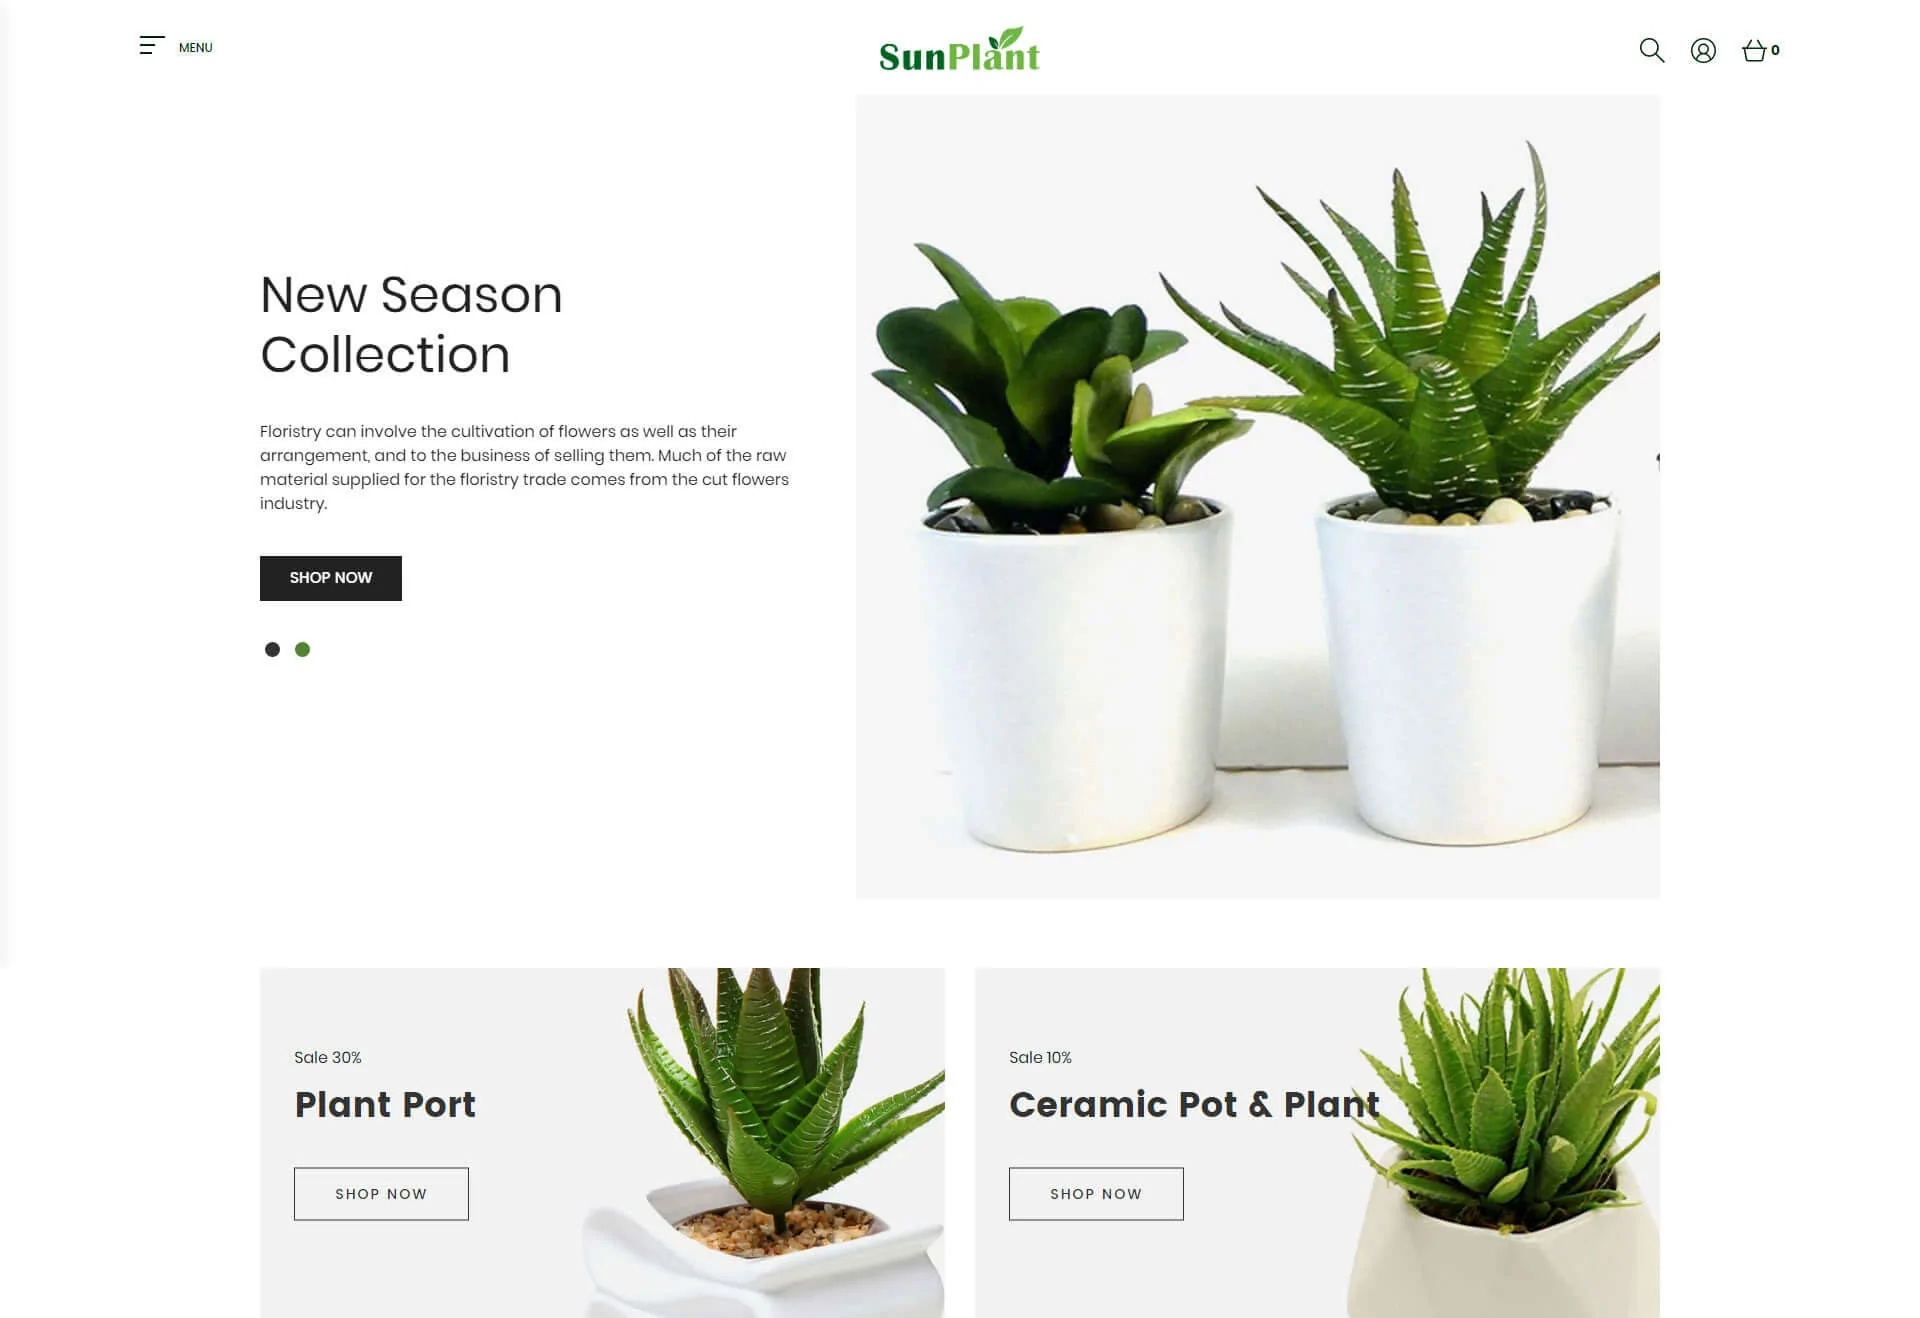 MENU
SunPlant
0
New Season
Collection
Floristry can involve the cultivation of flowers as well as their
arrangement, and to the business of selling them. Much of the raw
material supplied for the floristry trade comes from the cut flowers
industry.
SHOP NOW
Sale 30%
Plant Port
SHOP NOW
Sale 10%
Ceramic Pot & Plant
SHOP NOW